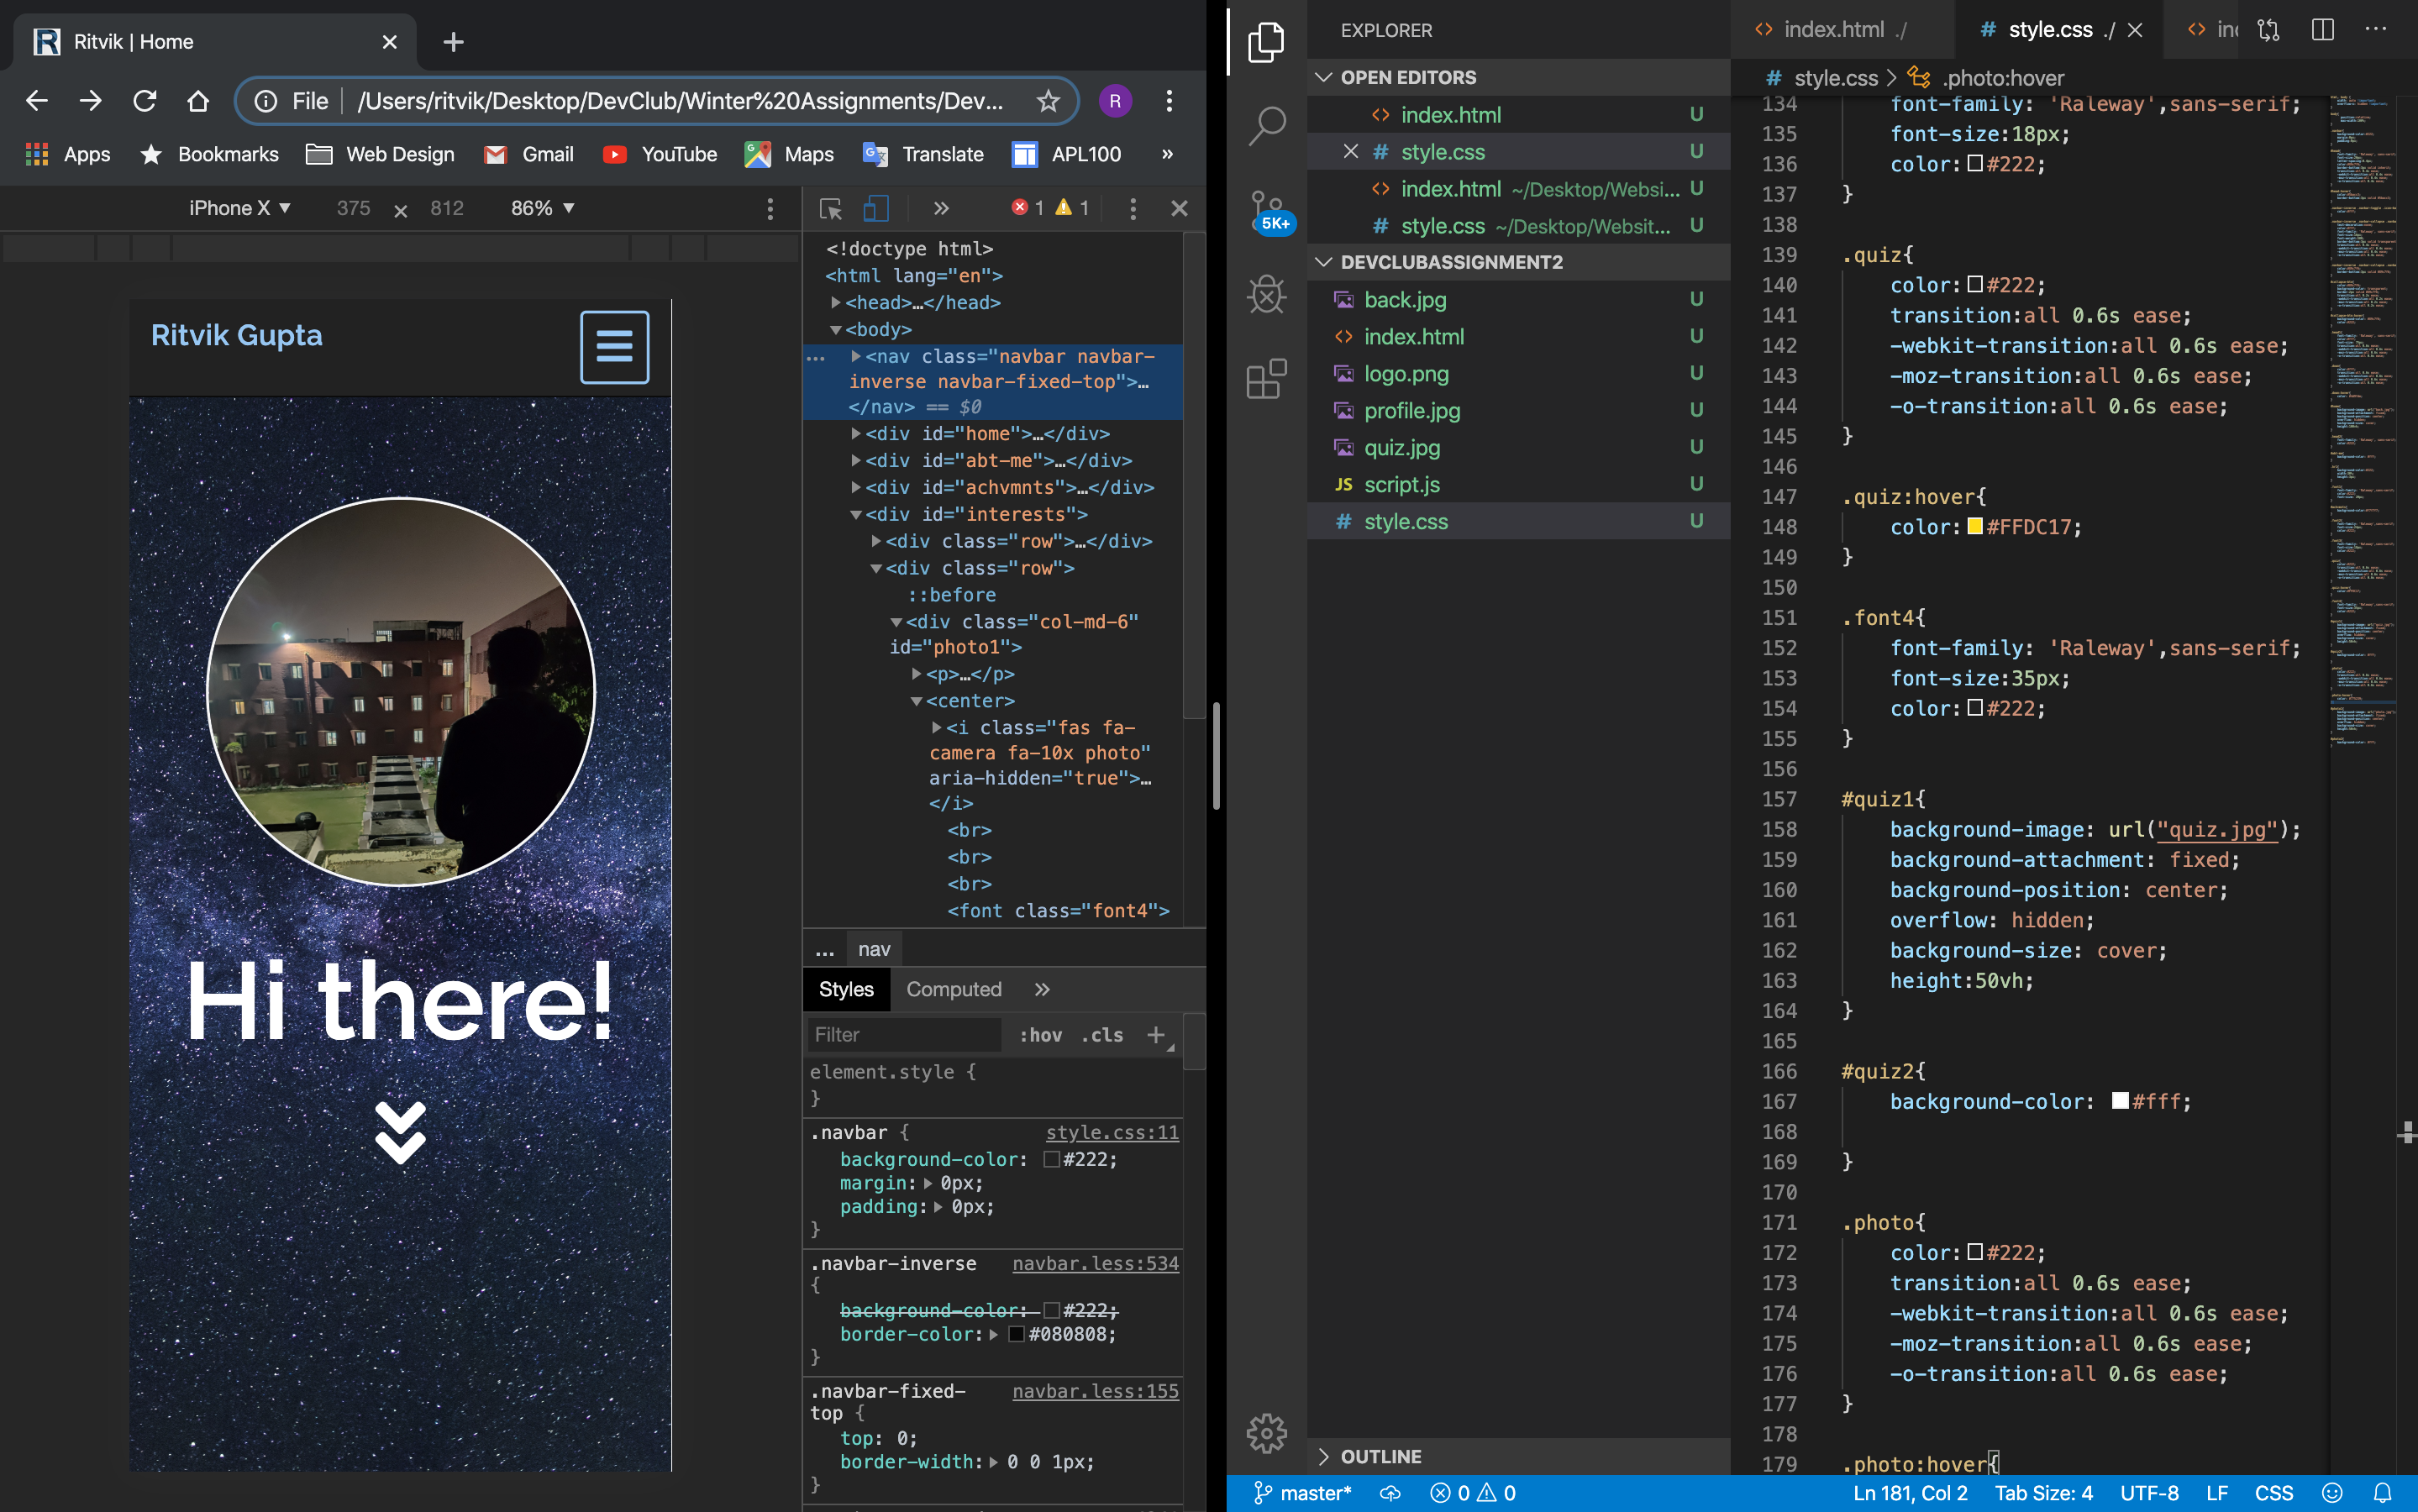 Ritvik | Home
File
/Users/ritvik/Desktop/DevClub/Winter%20Assignments/Dev...
R
Apps
Bookmarks
Web Design
Gmail
YouTube
Maps
Translate
APL100
»
iPhone X
375 x 812
86%
1
1
<!doctype html>
<html lang="en">
<head>…</head>
<body>
<nav class="navbar navbar-
inverse navbar-fixed-top">…
</nav> == $0
<div id="home">…</div>
<div id="abt-me">…</div>
<div id="achvmnts">…</div>
<div id="interests">
<div class="row">…</div>
<div class="row">
::before
<div class="col-md-6"
id="photo1">
<p>…</p>
<center>
<i class="fas fa-
camera fa-10x photo"
aria-hidden="true">…
</i>
<br>
<br>
<br>
<font class="font4">
... nav
Styles
Computed
»
Filter
:hov .cls +
element.style {
}
.navbar {
style.css:11
background-color: #222;
margin: 0px;
padding: 0px;
}
.navbar-inverse
navbar.less:534
{
background-color: #222;
border-color: #080808;
}
.navbar-fixed-
navbar.less:155
top {
top: 0;
border-width: 0 0 1px;
}
Ritvik Gupta
Hi there!
EXPLORER
OPEN EDITORS
index.html U
style.css U
index.html ~/Desktop/Websi... U
style.css ~/Desktop/Websit... U
5K+
DEVCLUBASSIGNMENT2
back.jpg U
index.html U
logo.png U
profile.jpg U
quiz.jpg U
JS script.js U
# style.css U
OUTLINE
index.html ./
# style.css ./
# style.css > .photo:hover
134 font-family: 'Raleway',sans-serif;
135 font-size:18px;
136 color: #222;
137 }
138
139 .quiz{
140 color: #222;
141 transition:all 0.6s ease;
142 -webkit-transition:all 0.6s ease;
143 -moz-transition:all 0.6s ease;
144 -o-transition:all 0.6s ease;
145 }
146
147 .quiz:hover{
148 color: #FFDC17;
149 }
150
151 .font4{
152 font-family: 'Raleway',sans-serif;
153 font-size:35px;
154 color: #222;
155 }
156
157 #quiz1{
158 background-image: url("quiz.jpg");
159 background-attachment: fixed;
160 background-position: center;
161 overflow: hidden;
162 background-size: cover;
163 height:50vh;
164 }
165
166 #quiz2{
167 background-color: #fff;
168
169 }
170
171 .photo{
172 color: #222;
173 transition:all 0.6s ease;
174 -webkit-transition:all 0.6s ease;
175 -moz-transition:all 0.6s ease;
176 -o-transition:all 0.6s ease;
177 }
178
179 .photo:hover{
master*
0 0
Ln 181, Col 2
Tab Size: 4
UTF-8
LF
CSS